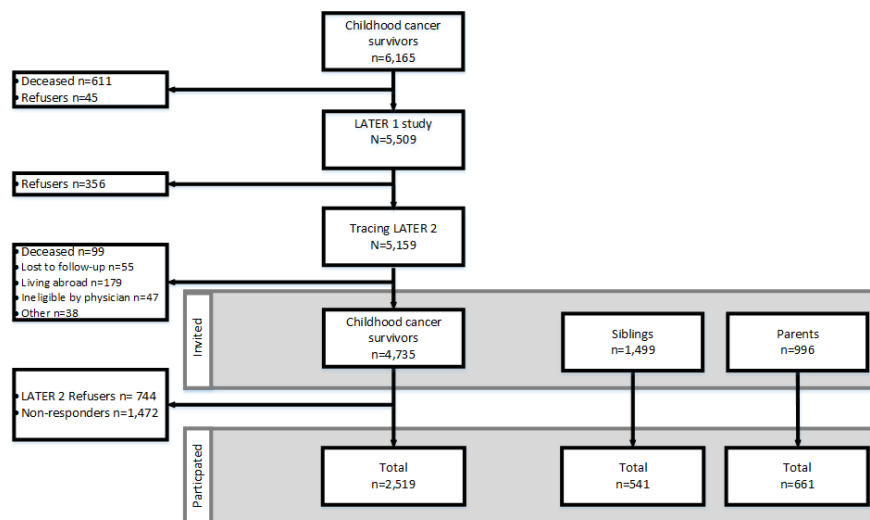 Childhood cancer
survivors
n=6,165
• Deceased n=611
• Refusers n=45
LATER 1 study
N=5,509
• Refusers n=356
Tracing LATER 2
N=5,159
• Deceased n=99
• Lost to follow-up n=55
• Living abroad n=179
• Ineligible by physician n=47
• Other n=38
Invited
Childhood cancer
survivors
n=4,735
Siblings
n=1,499
Parents
n=996
• LATER 2 Refusers n= 744
• Non-responders n=1,472
Particpated
Total
n=2,519
Total
n=541
Total
n=661